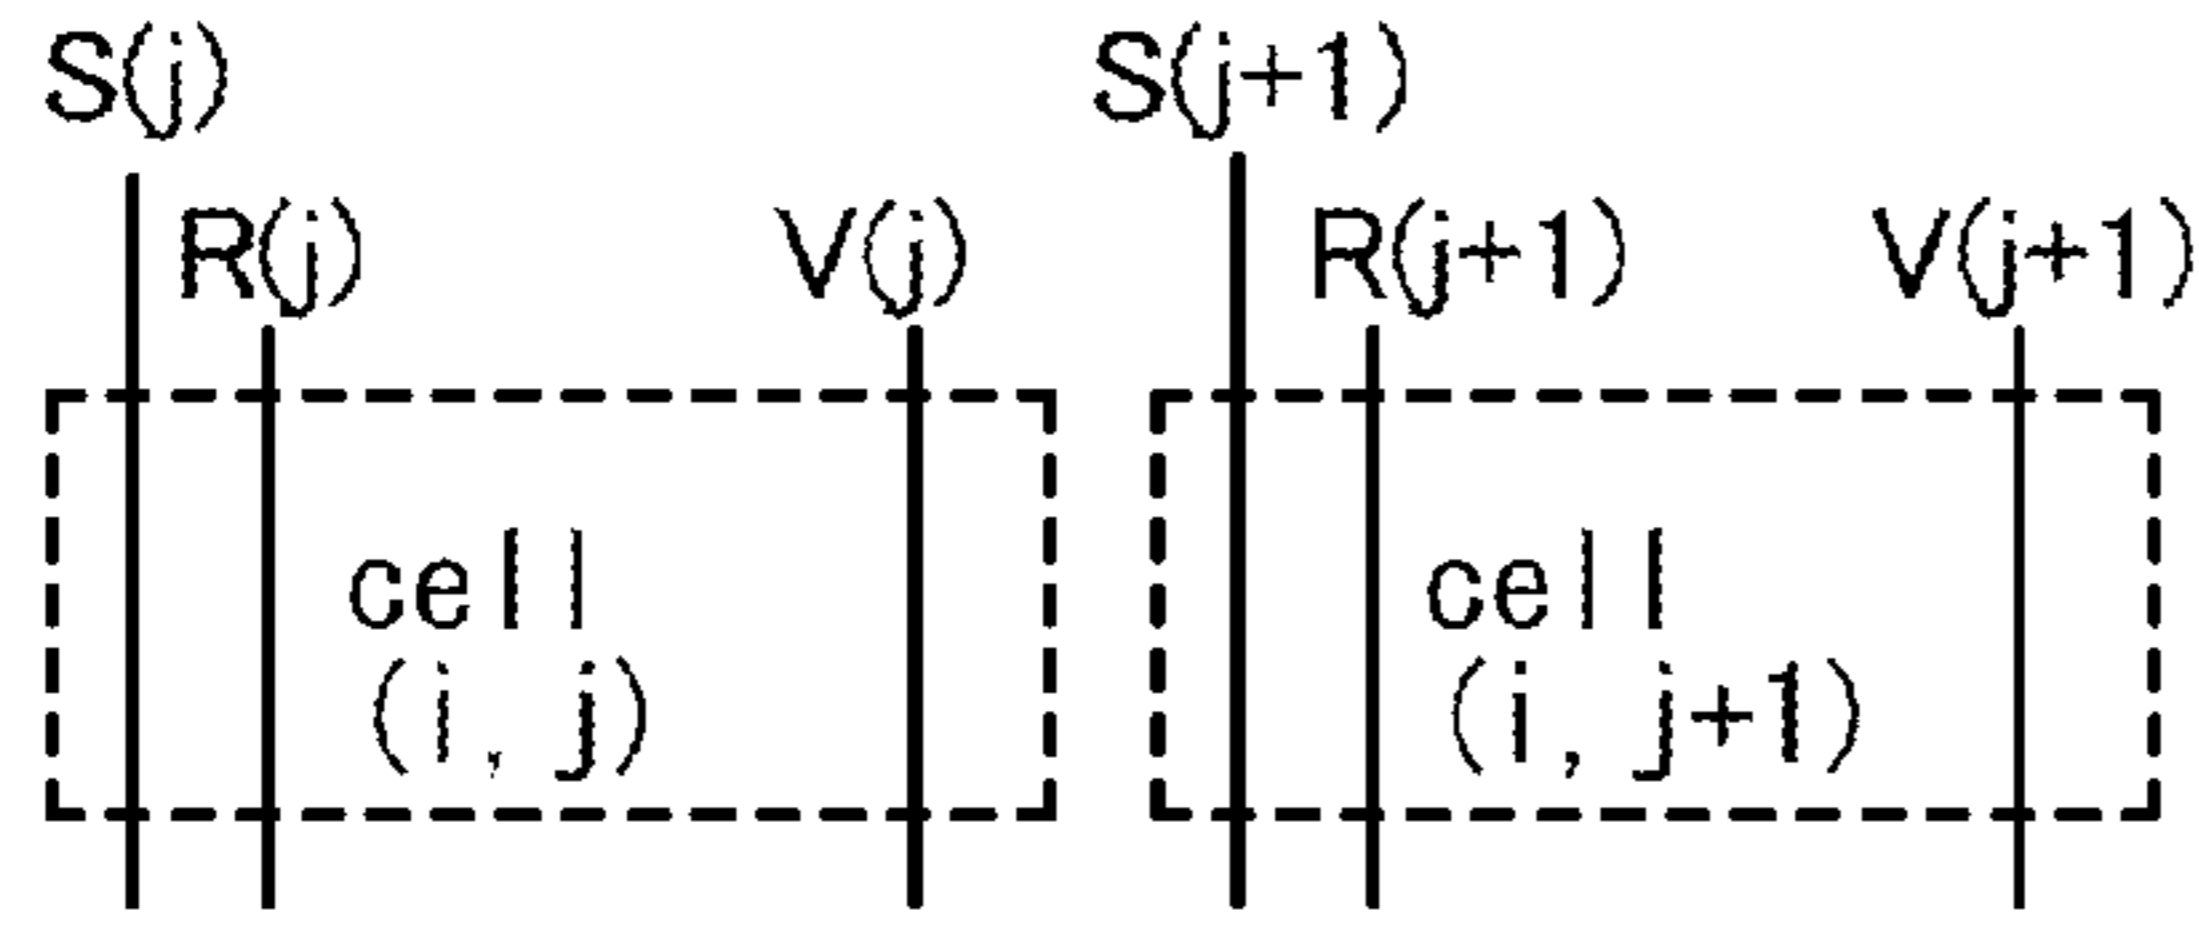 S(j) S(j+1)
R(j) V(j) R(j+1) V(j+1)
cell cell
(i, j) (i, j+1)